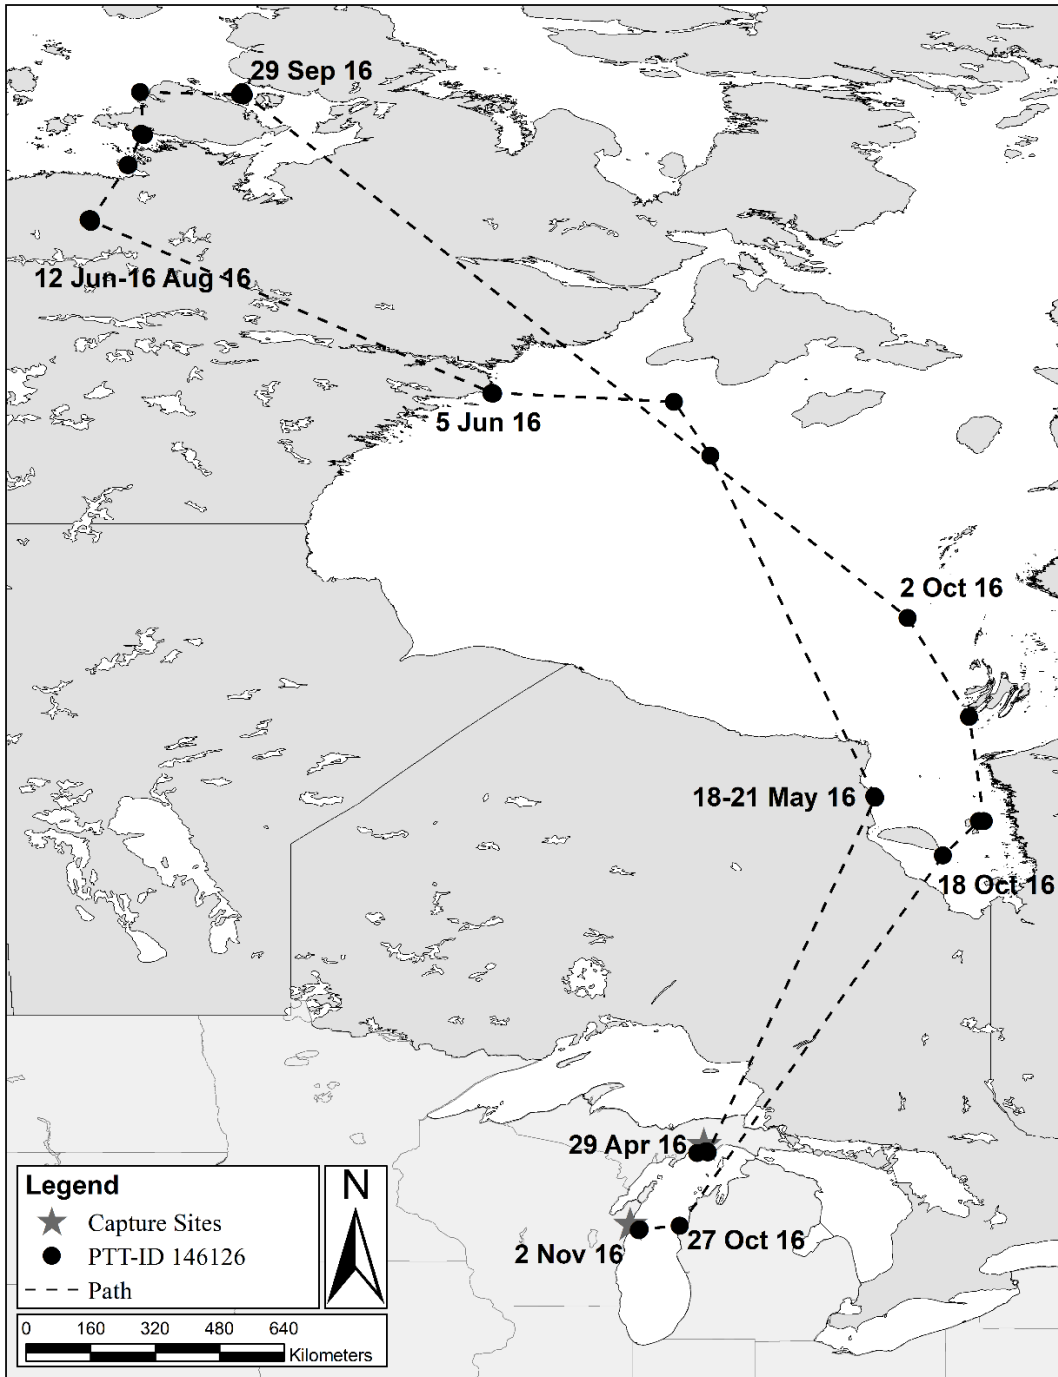 29 Sep 16
12 Jun-16 Aug 16
5 Jun 16
2 Oct 16
18-21 May 16
18 Oct 16
29 Apr 16
27 Oct 16
2 Nov 16
Legend
Capture Sites
PTT-ID 146126
Path
N
0 160 320 480 640
Kilometers